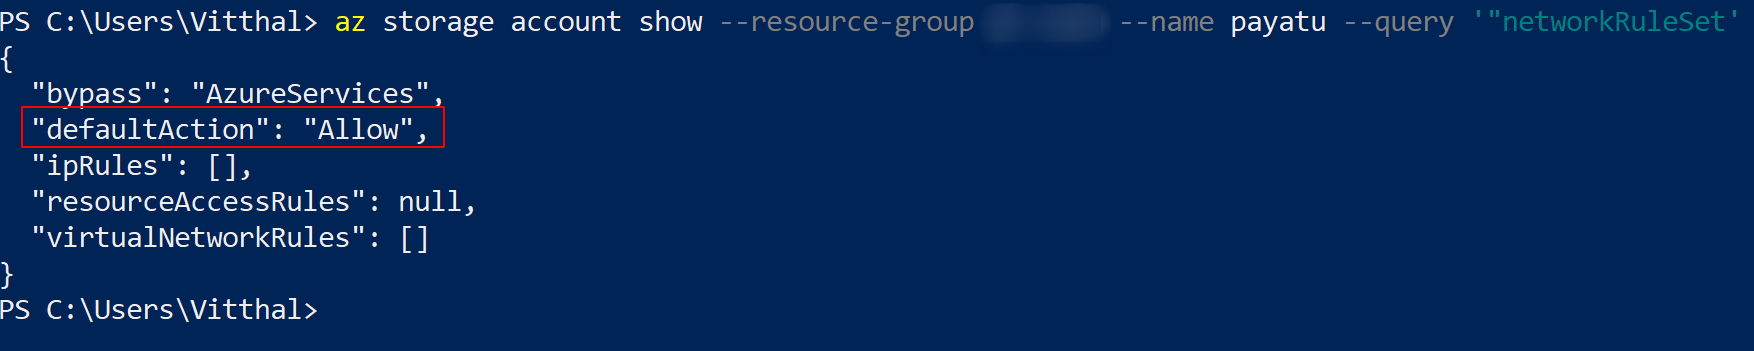 PS C:\Users\Vitthal> az storage account show --resource-group --name payatu --query '"networkRuleSet'
{
  "bypass": "AzureServices",
  "defaultAction": "Allow",
  "ipRules": [],
  "resourceAccessRules": null,
  "virtualNetworkRules": []
}
PS C:\Users\Vitthal>